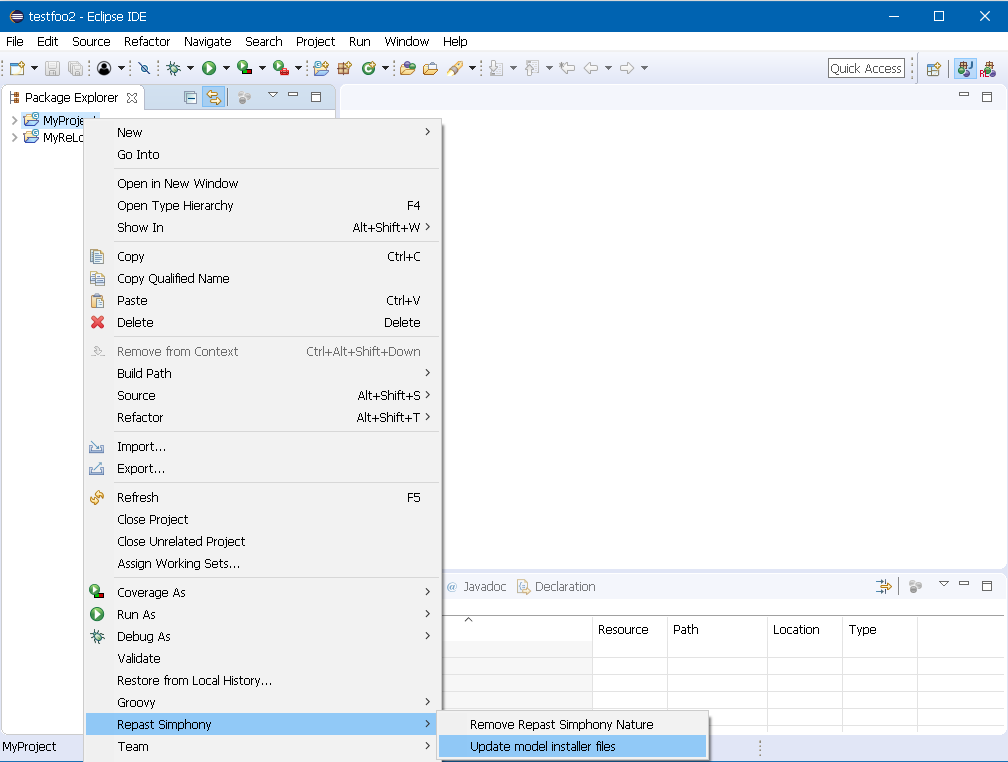 testfoo2 - Eclipse IDE
File Edit Source Refactor Navigate Search Project Run Window Help
Quick Access
Package Explorer
MyProject
MyReLo
New
Go Into
Open in New Window
Open Type Hierarchy F4
Show In Alt+Shift+W
Copy Ctrl+C
Copy Qualified Name
Paste Ctrl+V
Delete Delete
Remove from Context Ctrl+Alt+Shift+Down
Build Path
Source Alt+Shift+S
Refactor Alt+Shift+T
Import...
Export...
Refresh F5
Close Project
Close Unrelated Project
Assign Working Sets...
Coverage As
Run As
Debug As
Validate
Restore from Local History...
Groovy
Repast Simphony
Team
Remove Repast Simphony Nature
Update model installer files
@ Javadoc Declaration
Resource Path Location Type
MyProject